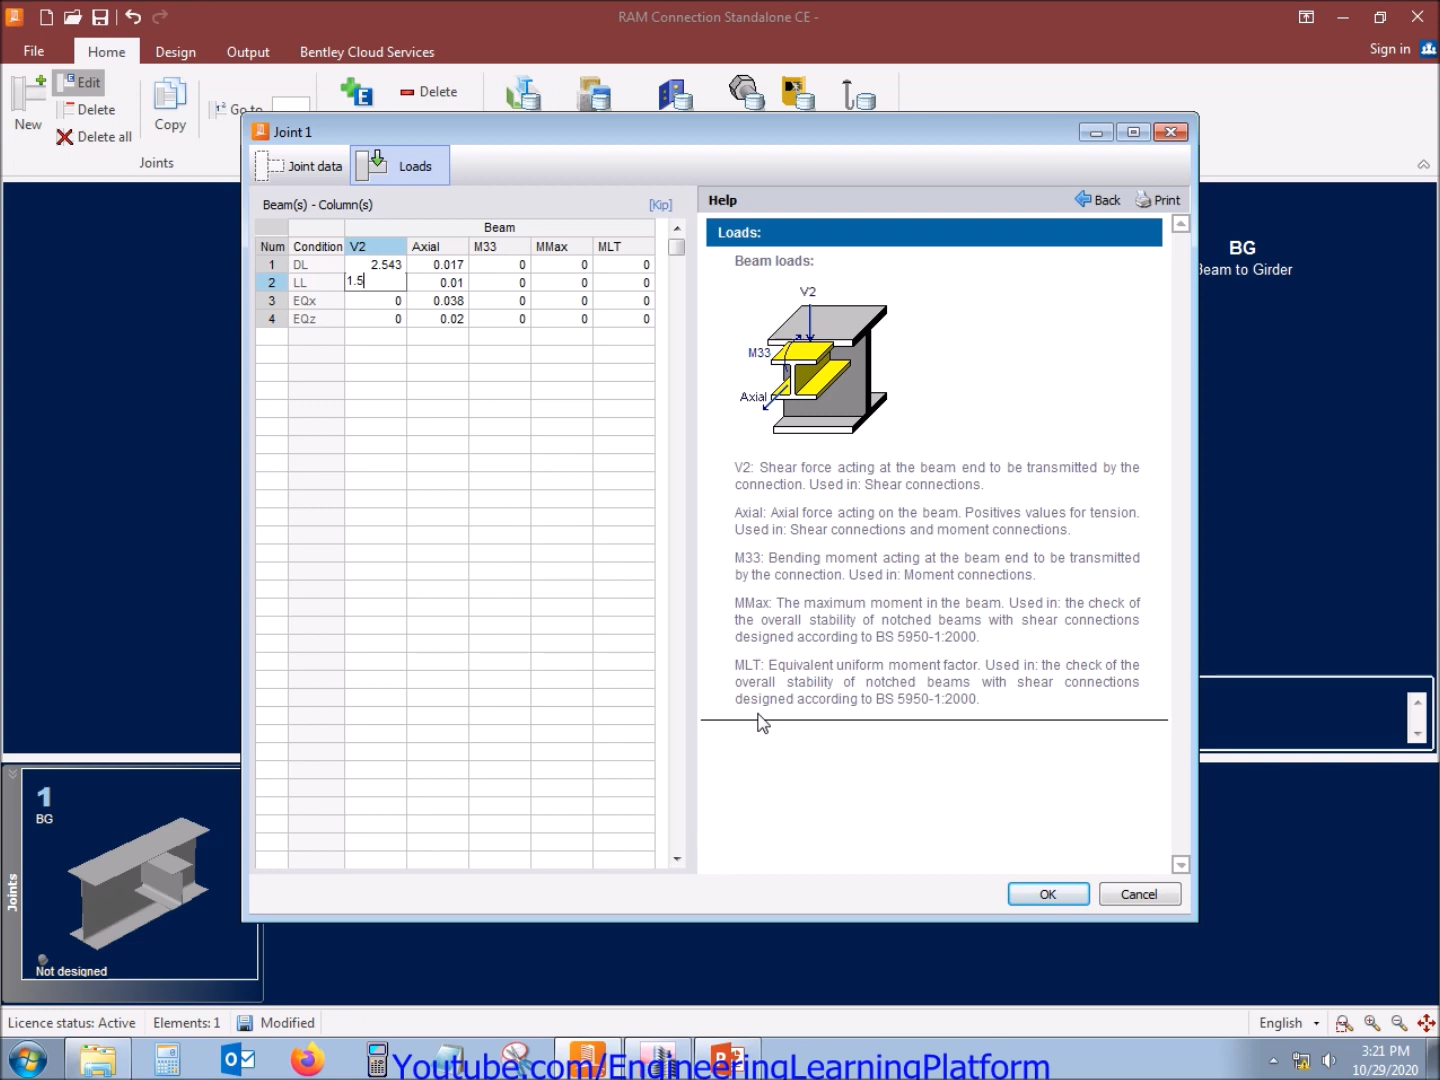 RAM Connection Standalone CE -
File Home Design Output Bentley Cloud Services Sign in
New
Edit
Delete
Delete all
Copy
Go to
Delete
Joints
Joint 1
Joint data Loads
Beam(s) - Column(s) [Kip]
Beam
Num Condition V2 Axial M33 MMax MLT
1 DL 2.543 0.017 0 0 0
2 LL 1.5 0.01 0 0 0
3 EQx 0 0.038 0 0 0
4 EQz 0 0.02 0 0 0
Help Back Print
Loads:
Beam loads:
V2
M33
Axial
V2: Shear force acting at the beam end to be transmitted by the
connection. Used in: Shear connections.
Axial: Axial force acting on the beam. Positives values for tension.
Used in: Shear connections and moment connections.
M33: Bending moment acting at the beam end to be transmitted
by the connection. Used in: Moment connections.
MMax: The maximum moment in the beam. Used in: the check of
the overall stability of notched beams with shear connections
designed according to BS 5950-1:2000.
MLT: Equivalent uniform moment factor. Used in: the check of the
overall stability of notched beams with shear connections
designed according to BS 5950-1:2000.
OK Cancel
BG
Beam to Girder
Joints
1
BG
Not designed
Licence status: Active Elements: 1 Modified English
Youtube.com/EngineeringLearningPlatform
3:21 PM
10/29/2020